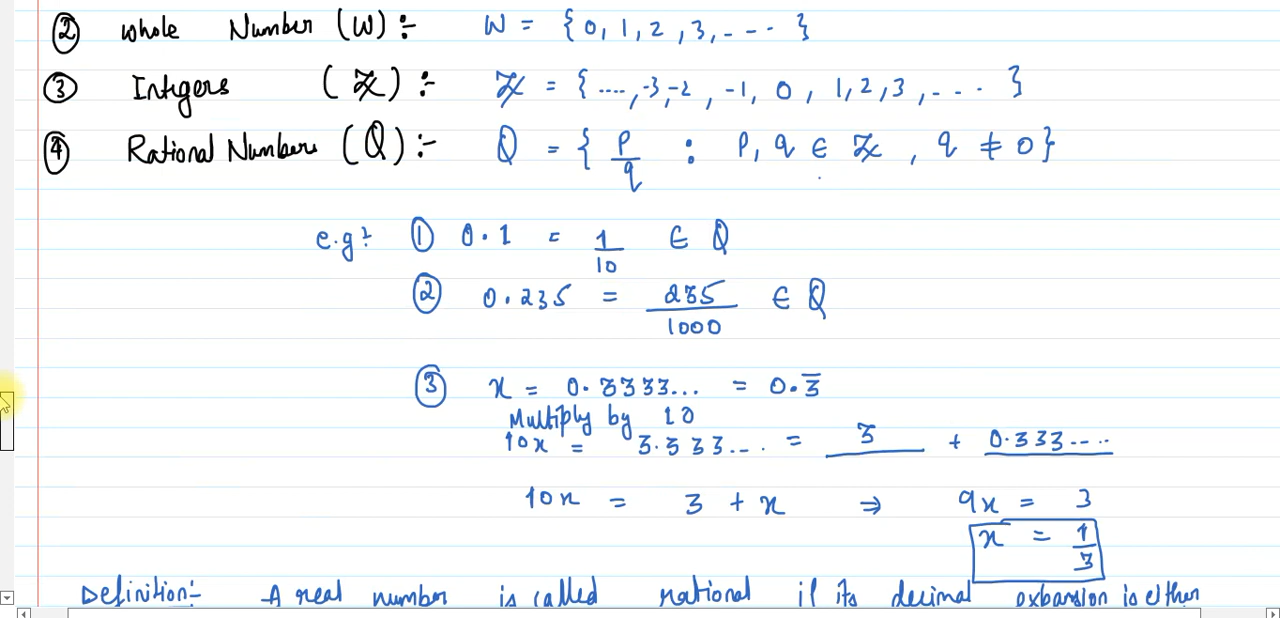 ② Whole Number (W) :- W = { 0, 1, 2, 3, - - - }
③ Intigers (ℤ) :- ℤ = { ...., -3, -2, -1, 0, 1, 2, 3, - - - }
④ Rational Numbers (Q) :- Q = { p/q : p, q ∈ ℤ, q ≠ 0 }
e.g: ① 0.1 = 1/10 ∈ Q
② 0.235 = 235/1000 ∈ Q
③ x = 0.3333... = 0.3̅
Multiply by 10
10x = 3.333... = 3 + 0.333....
10x = 3 + x ⇒ 9x = 3
x = 1/3
Definition:- A real number is called rational if its decimal expansion is either